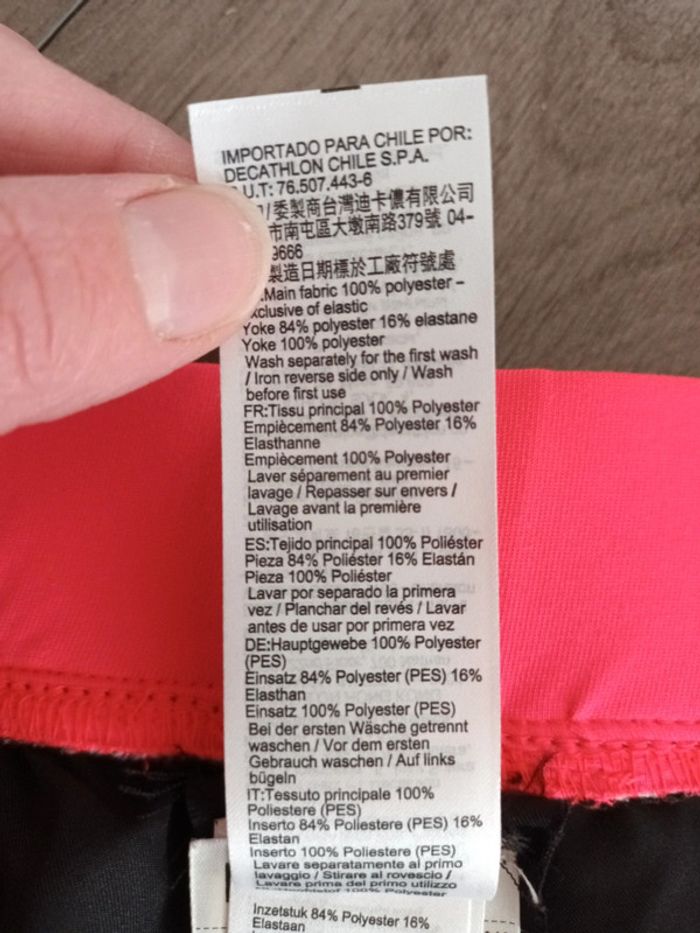 IMPORTADO PARA CHILE POR:
DECATHLON CHILE S.P.A.
U.T: 76.507.443-6
/委製商台灣迪卡儂有限公司
市南屯區大墩南路379號 04-
9666
製造日期標於工廠符號處
Main fabric 100% polyester –
xclusive of elastic
Yoke 84% polyester 16% elastane
Yoke 100% polyester
Wash separately for the first wash
/ Iron reverse side only / Wash
before first use
FR:Tissu principal 100% Polyester
Empiècement 84% Polyester 16%
Elasthanne
Empiècement 100% Polyester
Laver séparement au premier
lavage / Repasser sur envers /
Lavage avant la première
utilisation
ES:Tejido principal 100% Poliéster
Pieza 84% Poliéster 16% Elastán
Pieza 100% Poliéster
Lavar por separado la primera
vez / Planchar del revés / Lavar
antes de usar por primera vez
DE:Hauptgewebe 100% Polyester
(PES)
Einsatz 84% Polyester (PES) 16%
Elasthan
Einsatz 100% Polyester (PES)
Bei der ersten Wäsche getrennt
waschen / Vor dem ersten
Gebrauch waschen / Auf links
bügeln
IT:Tessuto principale 100%
Poliestere (PES)
Inserto 84% Poliestere (PES) 16%
Elastan
Inserto 100% Poliestere (PES)
Lavare separatamente al primo
lavaggio / Stirare al rovescio /
Lavare prima del primo utilizzo
100% Polyester
Inzetstuk 84% Polyester 16%
Elastaan